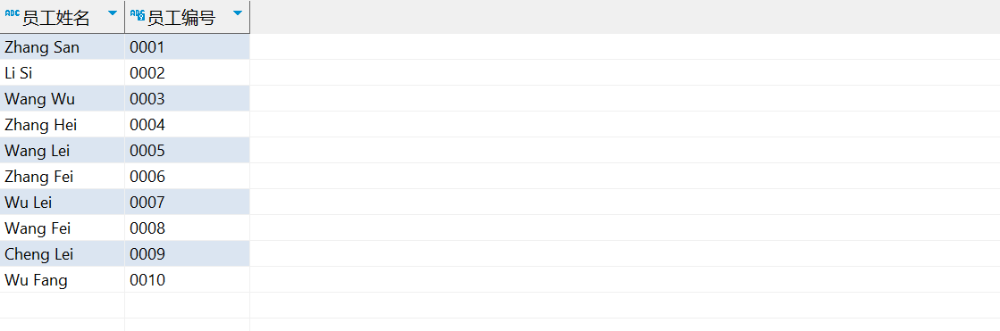 ABC 员工姓名 ABC 员工编号
Zhang San 0001
Li Si 0002
Wang Wu 0003
Zhang Hei 0004
Wang Lei 0005
Zhang Fei 0006
Wu Lei 0007
Wang Fei 0008
Cheng Lei 0009
Wu Fang 0010